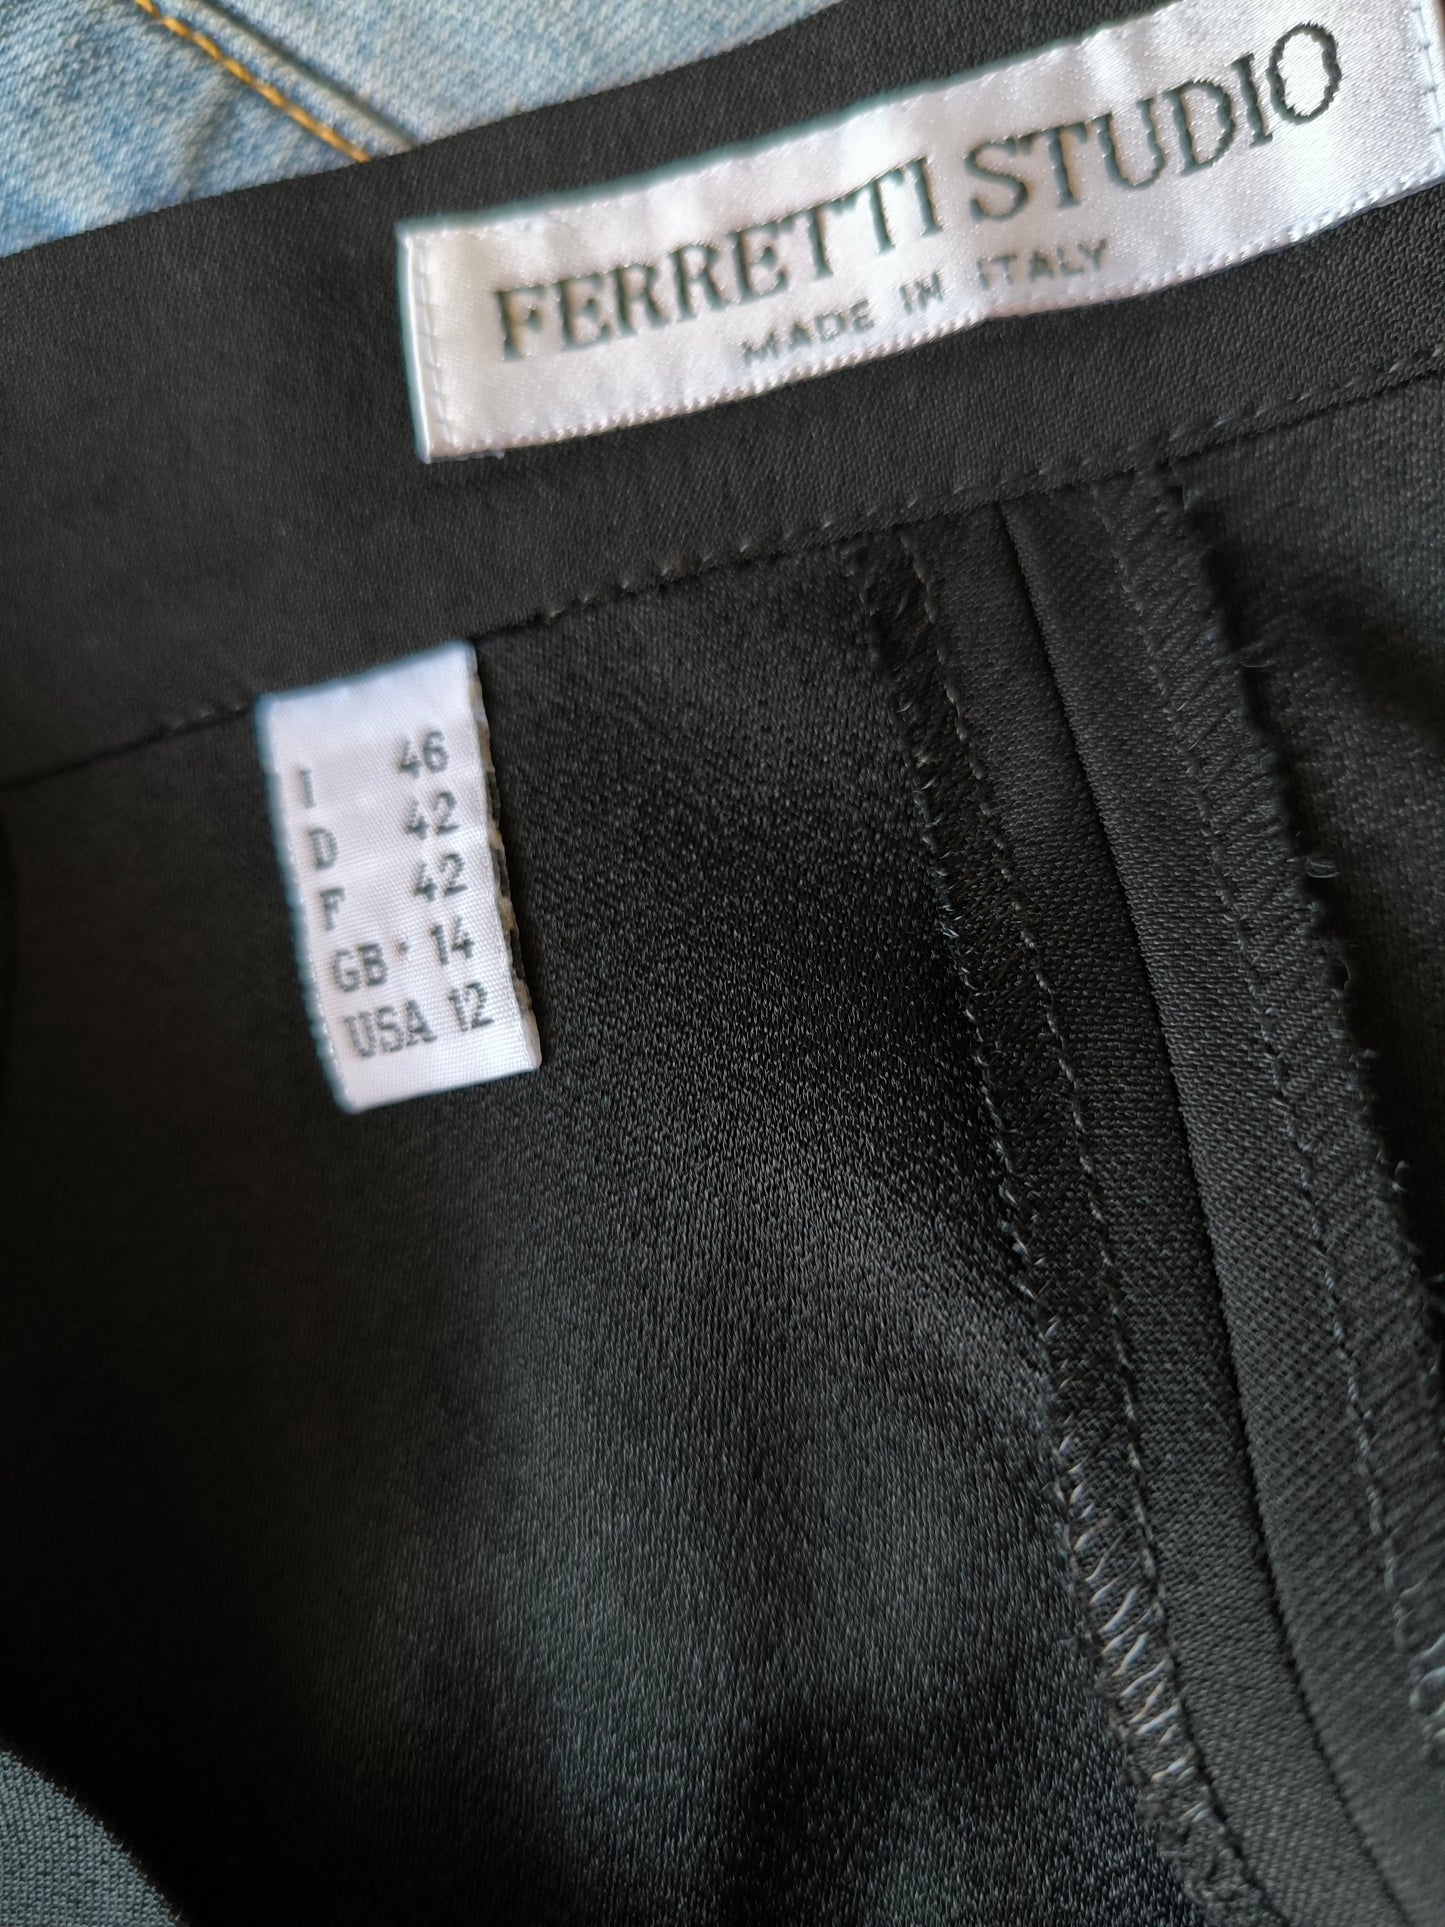 FERRETTI STUDIO
MADE IN ITALY
I 46
D 42
F 42
GB · 14
USA 12